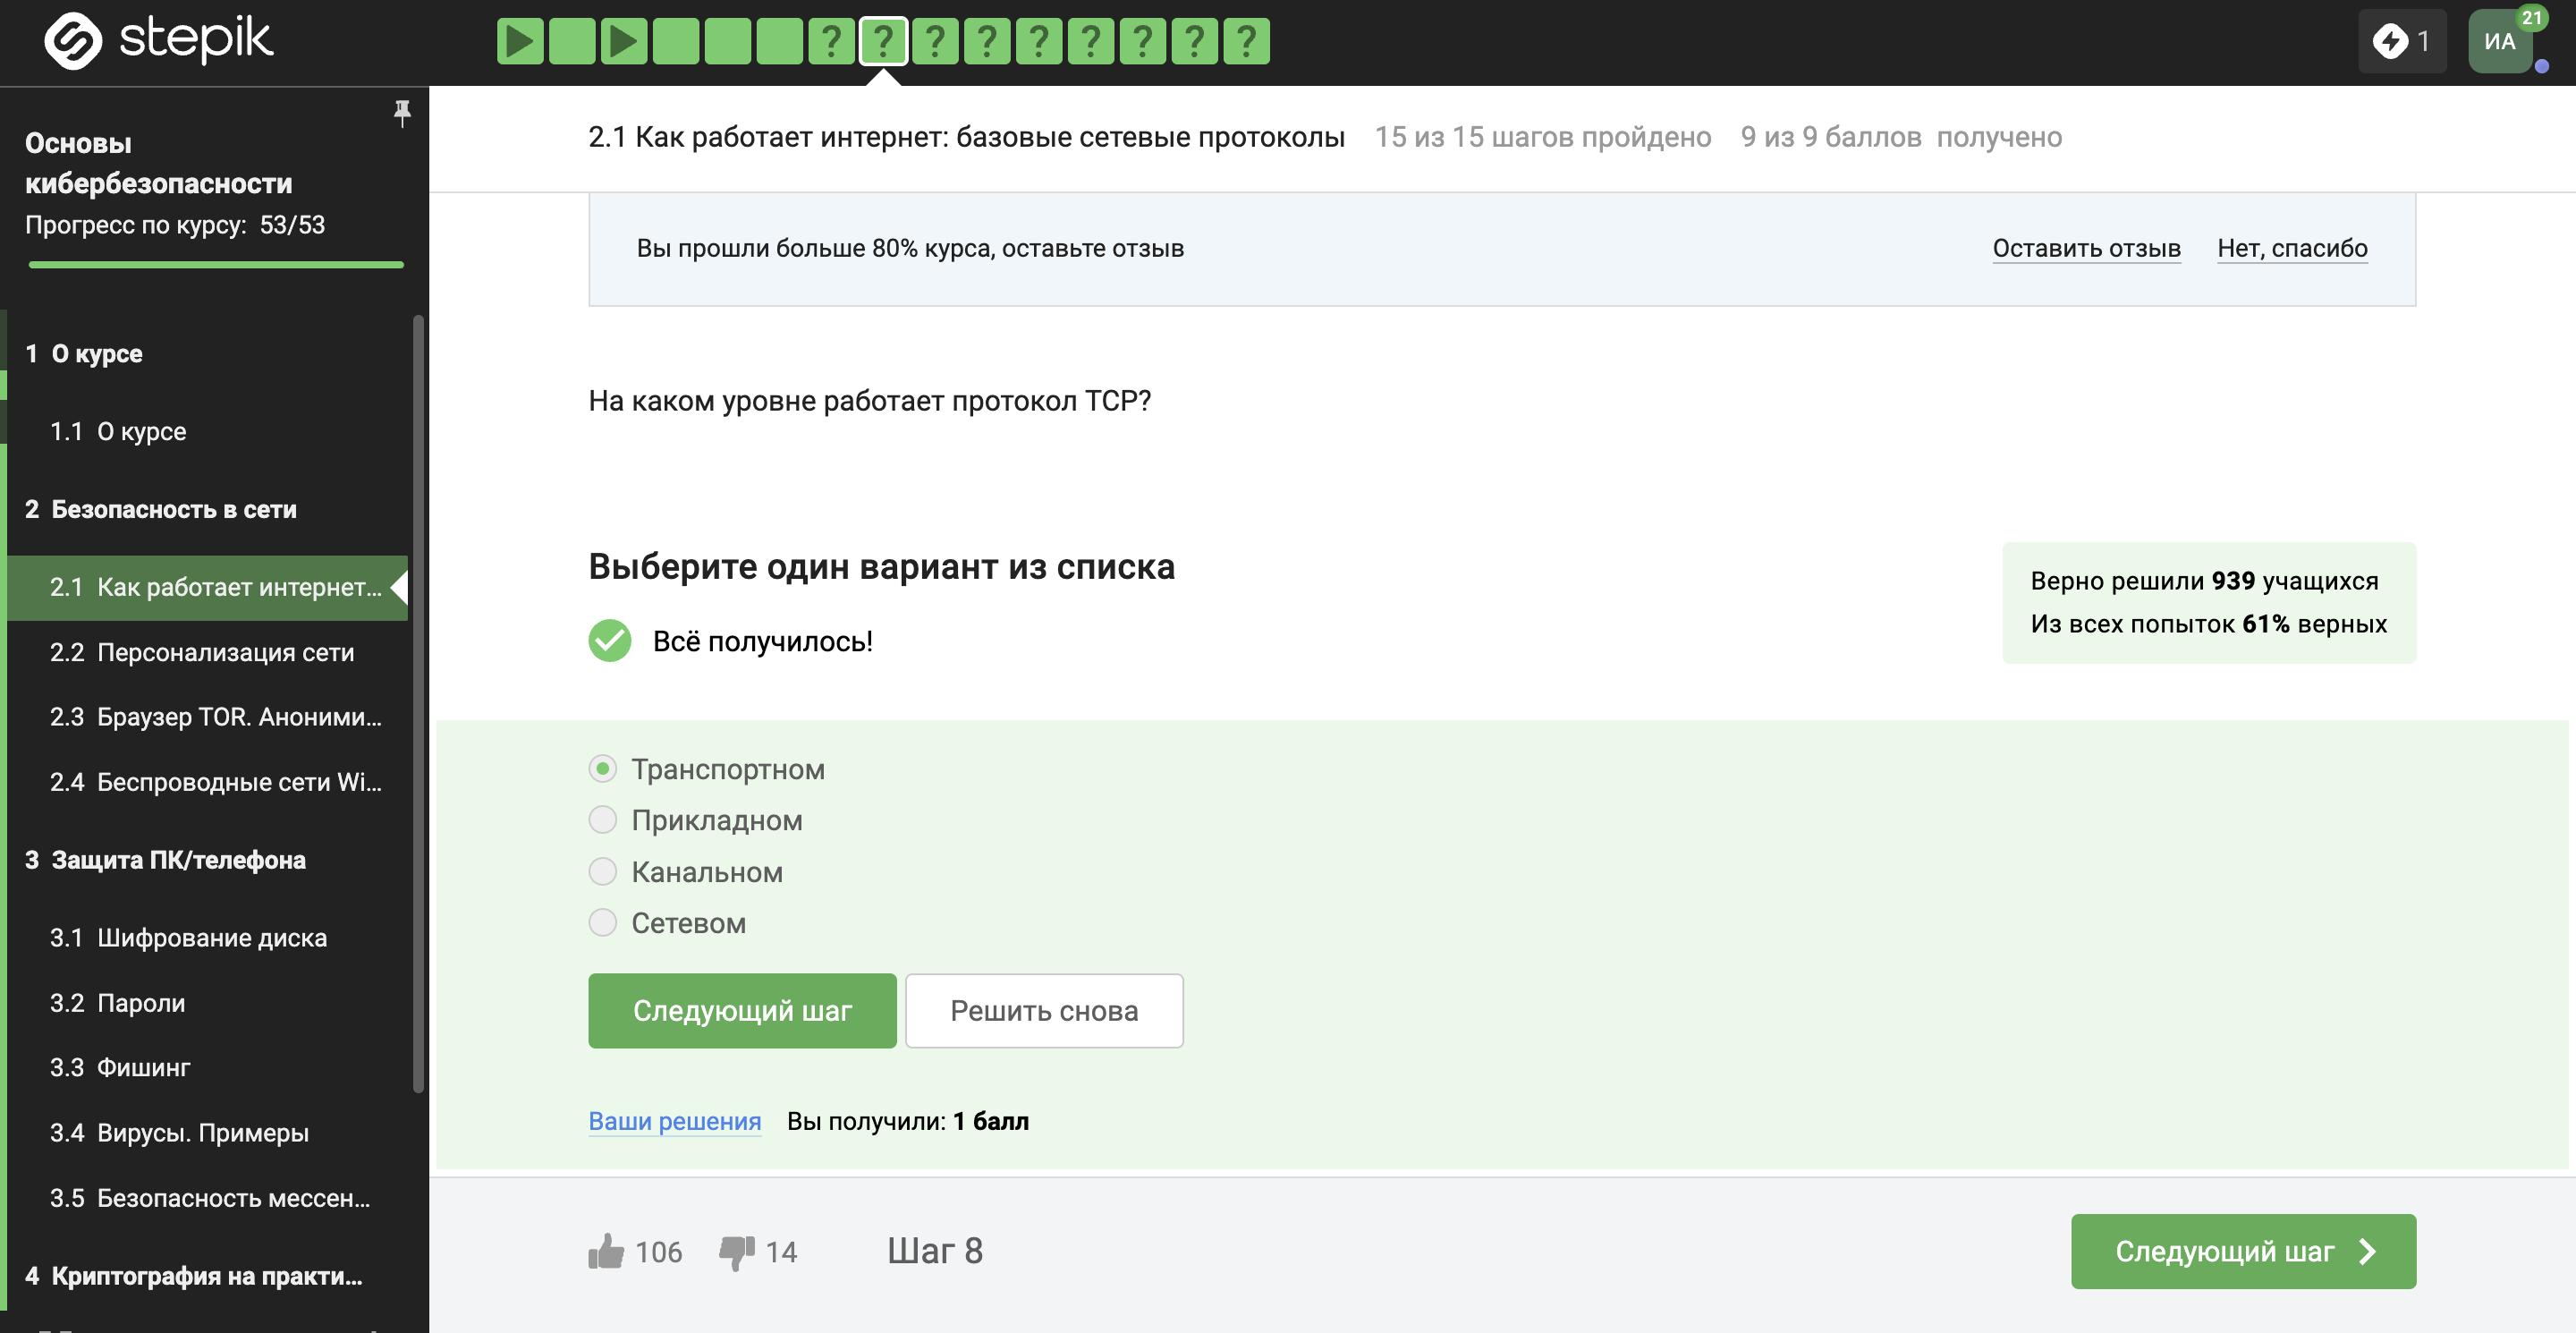 stepik
? ? ? ? ? ? ? ? ?
1
ИА
21
Основы
кибербезопасности
Прогресс по курсу: 53/53
1 О курсе
1.1 О курсе
2 Безопасность в сети
2.1 Как работает интернет...
2.2 Персонализация сети
2.3 Браузер TOR. Аноними...
2.4 Беспроводные сети Wi...
3 Защита ПК/телефона
3.1 Шифрование диска
3.2 Пароли
3.3 Фишинг
3.4 Вирусы. Примеры
3.5 Безопасность мессен...
4 Криптография на практи...
2.1 Как работает интернет: базовые сетевые протоколы 15 из 15 шагов пройдено 9 из 9 баллов получено
Вы прошли больше 80% курса, оставьте отзыв Оставить отзыв Нет, спасибо
На каком уровне работает протокол TCP?
Выберите один вариант из списка
Всё получилось!
Верно решили 939 учащихся
Из всех попыток 61% верных
Транспортном
Прикладном
Канальном
Сетевом
Следующий шаг Решить снова
Ваши решения Вы получили: 1 балл
106 14 Шаг 8 Следующий шаг